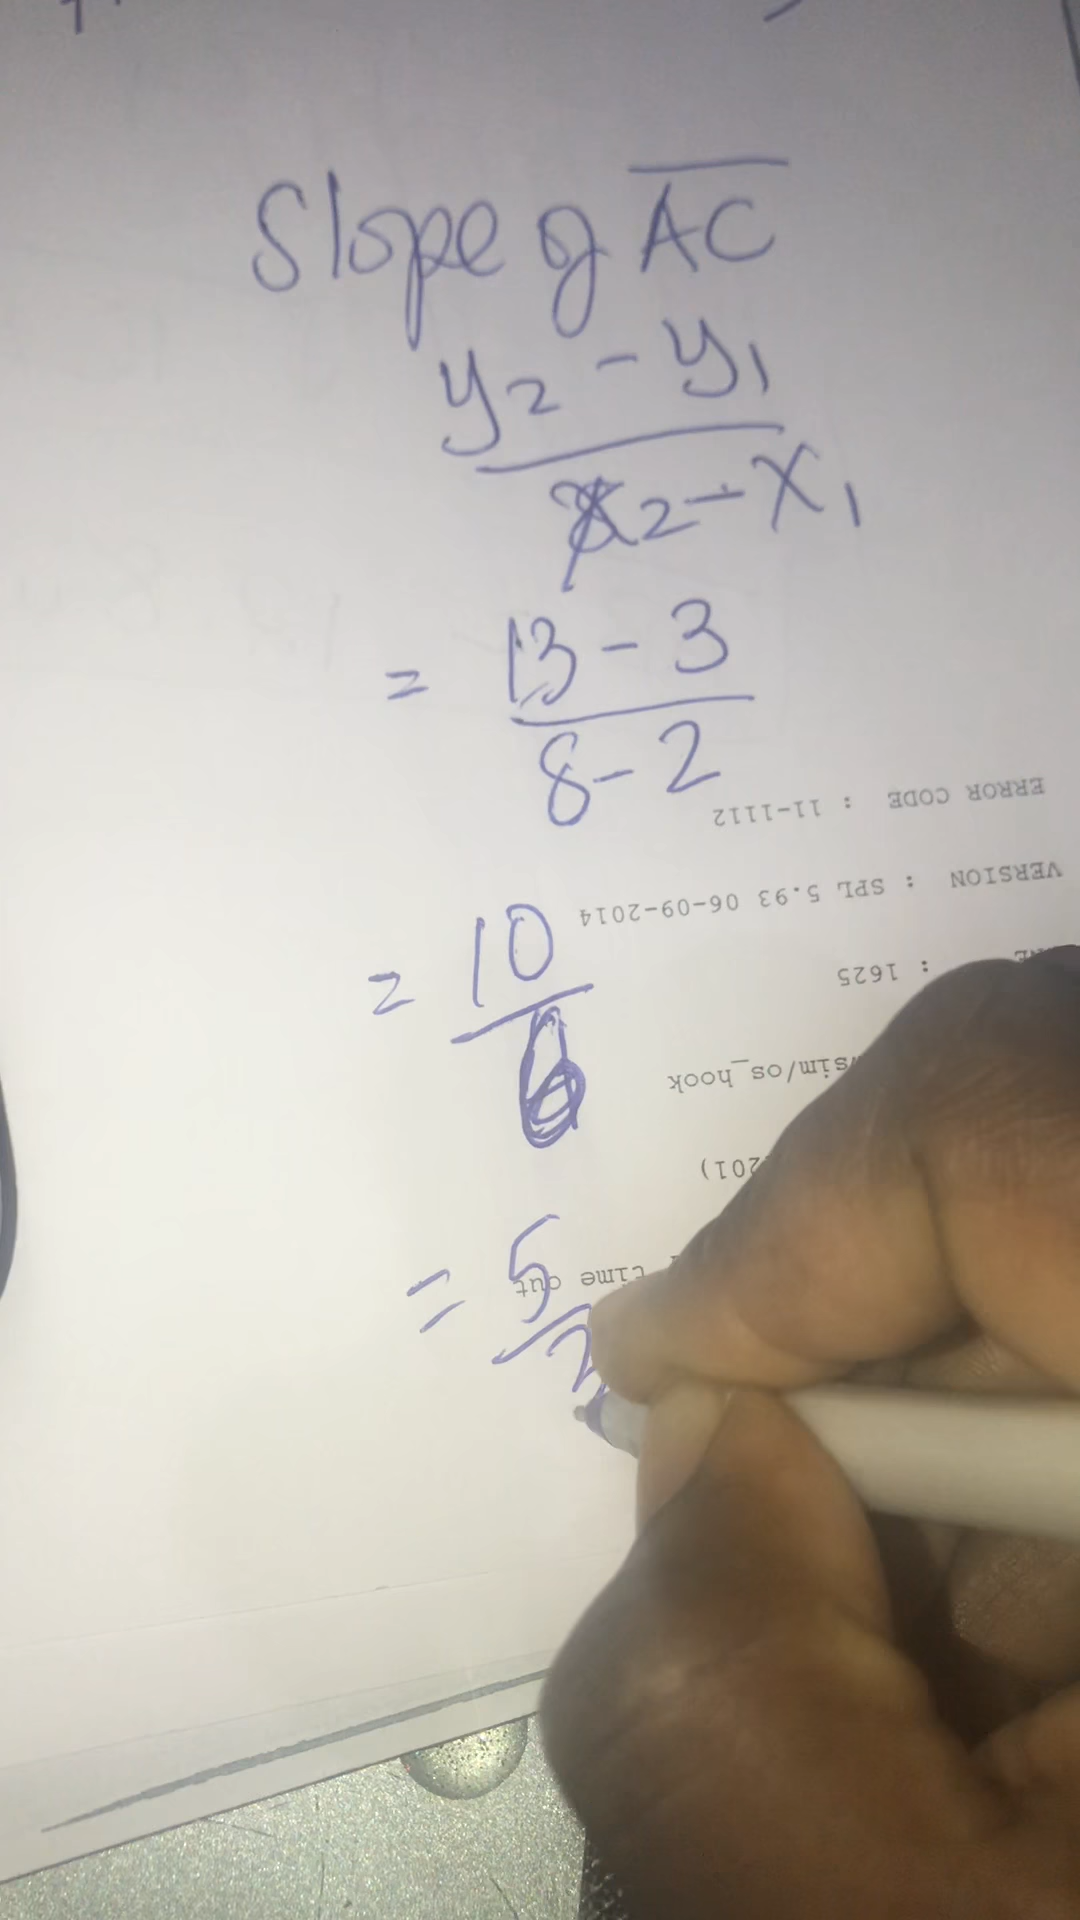 Slope of AC
y2 - y1
x2 - x1
= 13 - 3
8 - 2
= 10
6
= 5
ERROR CODE : 11-1112
VERSION : SPL 5.93 06-09-2014
: 1625
sim/os_hook
201)
time out